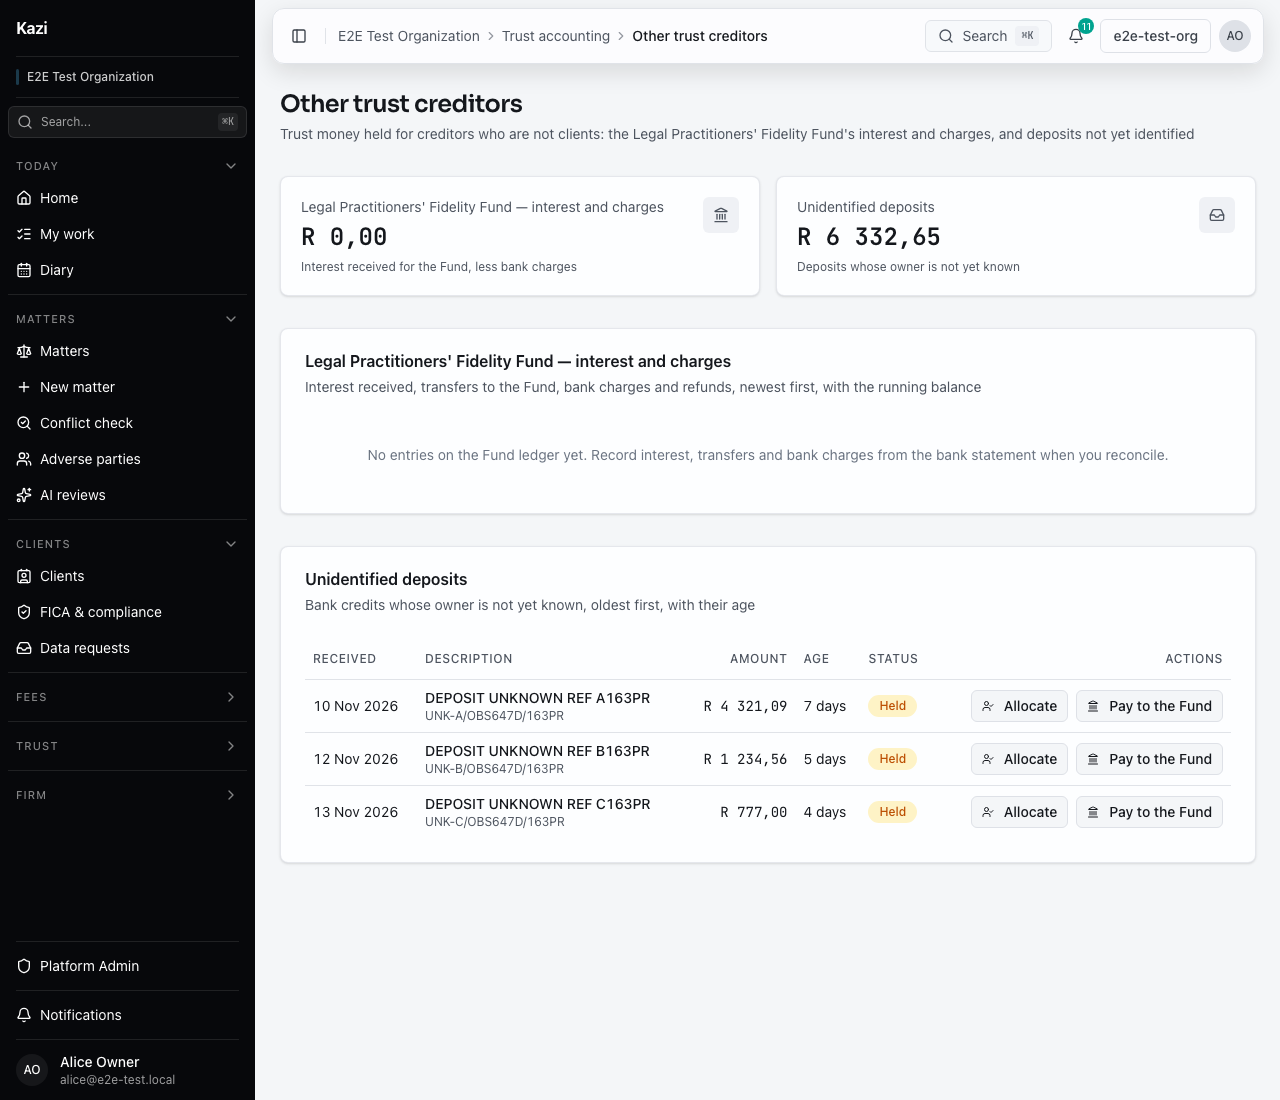 Kazi
E2E Test Organization
Search... ⌘K
TODAY
Home
My work
Diary
MATTERS
Matters
New matter
Conflict check
Adverse parties
AI reviews
CLIENTS
Clients
FICA & compliance
Data requests
FEES
TRUST
FIRM
Platform Admin
Notifications
AO
Alice Owner
alice@e2e-test.local
E2E Test Organization > Trust accounting > Other trust creditors
Search ⌘K
11
e2e-test-org
AO
Other trust creditors
Trust money held for creditors who are not clients: the Legal Practitioners' Fidelity Fund's interest and charges, and deposits not yet identified
Legal Practitioners' Fidelity Fund — interest and charges
R 0,00
Interest received for the Fund, less bank charges
Unidentified deposits
R 6 332,65
Deposits whose owner is not yet known
Legal Practitioners' Fidelity Fund — interest and charges
Interest received, transfers to the Fund, bank charges and refunds, newest first, with the running balance
No entries on the Fund ledger yet. Record interest, transfers and bank charges from the bank statement when you reconcile.
Unidentified deposits
Bank credits whose owner is not yet known, oldest first, with their age
RECEIVED DESCRIPTION AMOUNT AGE STATUS ACTIONS
10 Nov 2026 DEPOSIT UNKNOWN REF A163PR R 4 321,09 7 days Held Allocate Pay to the Fund
UNK-A/OBS647D/163PR
12 Nov 2026 DEPOSIT UNKNOWN REF B163PR R 1 234,56 5 days Held Allocate Pay to the Fund
UNK-B/OBS647D/163PR
13 Nov 2026 DEPOSIT UNKNOWN REF C163PR R 777,00 4 days Held Allocate Pay to the Fund
UNK-C/OBS647D/163PR